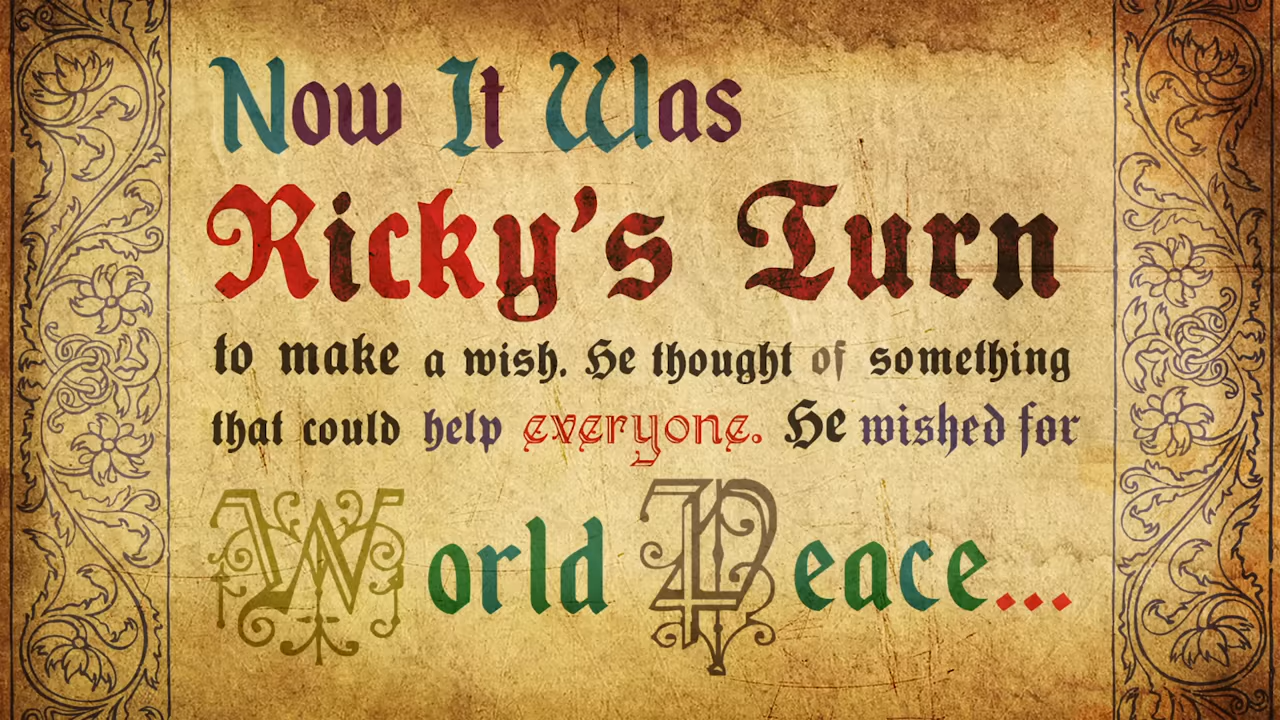 Now It Was
Ricky's Turn
to make a wish. He thought of something
that could help everyone. He wished for
World Peace...